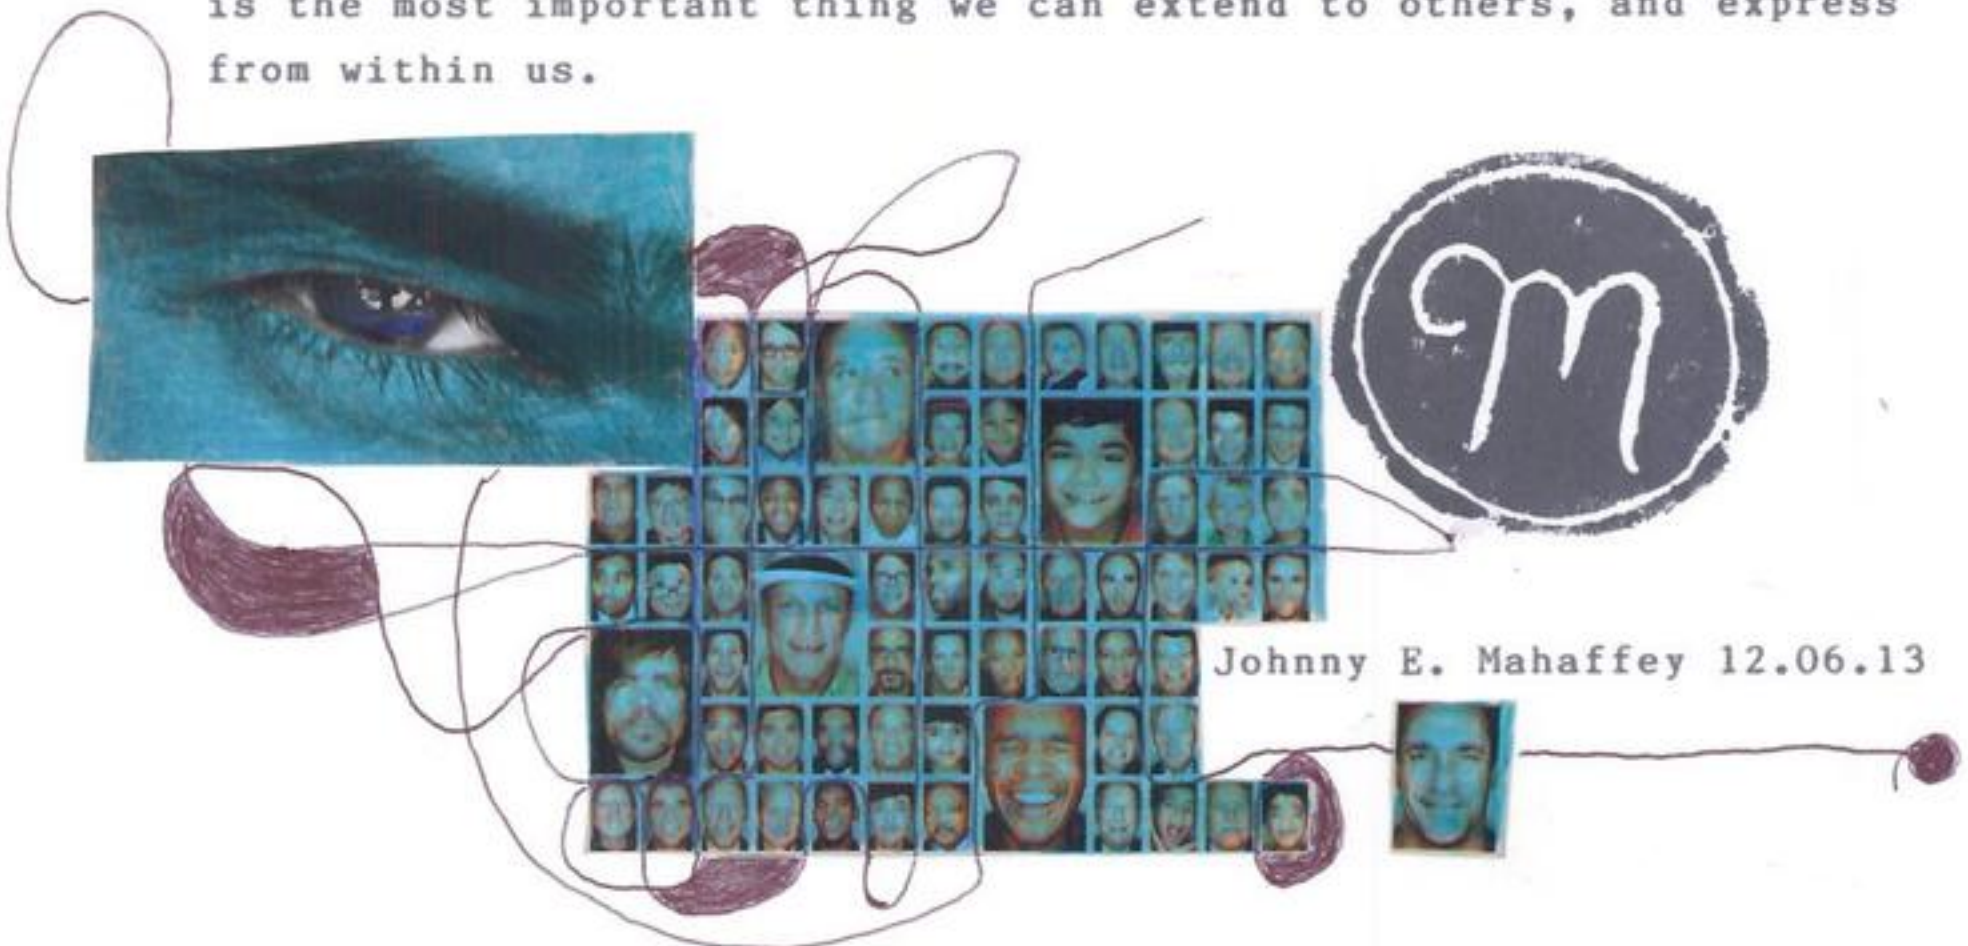 is the most important thing we can extend to others, and express
from within us.
m
Johnny E. Mahaffey 12.06.13